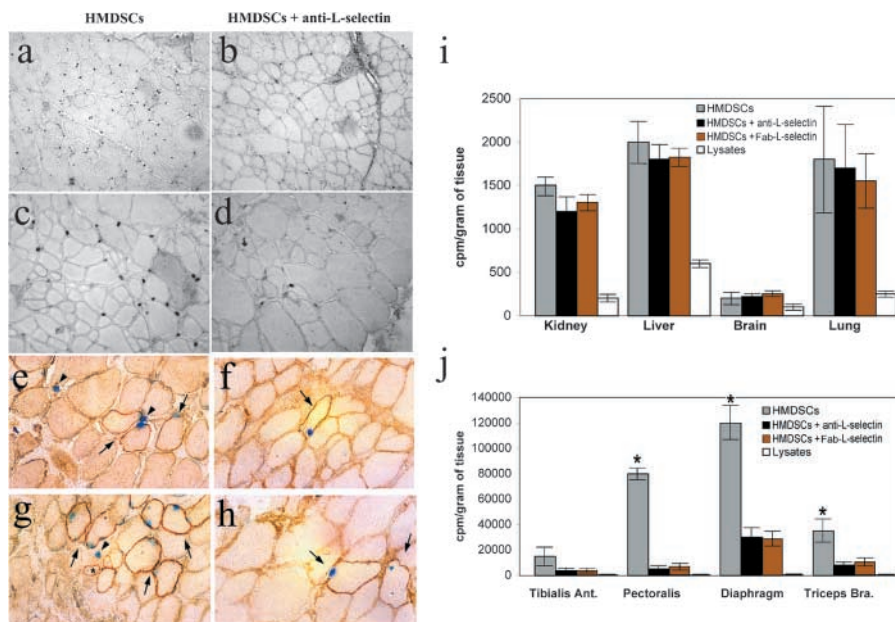 HMDSCs HMDSCs + anti-L-selectin
a b
c d
e f
g h
i
cpm/gram of tissue
2500
2000
1500
1000
500
0
HMDSCs
HMDSCs + anti-L-selectin
HMDSCs +Fab-L-selectin
Lysates
Kidney Liver Brain Lung
j
cpm/gram of tissue
140000
120000
100000
80000
60000
40000
20000
0
* * *
HMDSCs
HMDSCs + anti-L-selectin
HMDSCs +Fab-L-selectin
Lysates
Tibialis Ant. Pectoralis Diaphragm Triceps Bra.